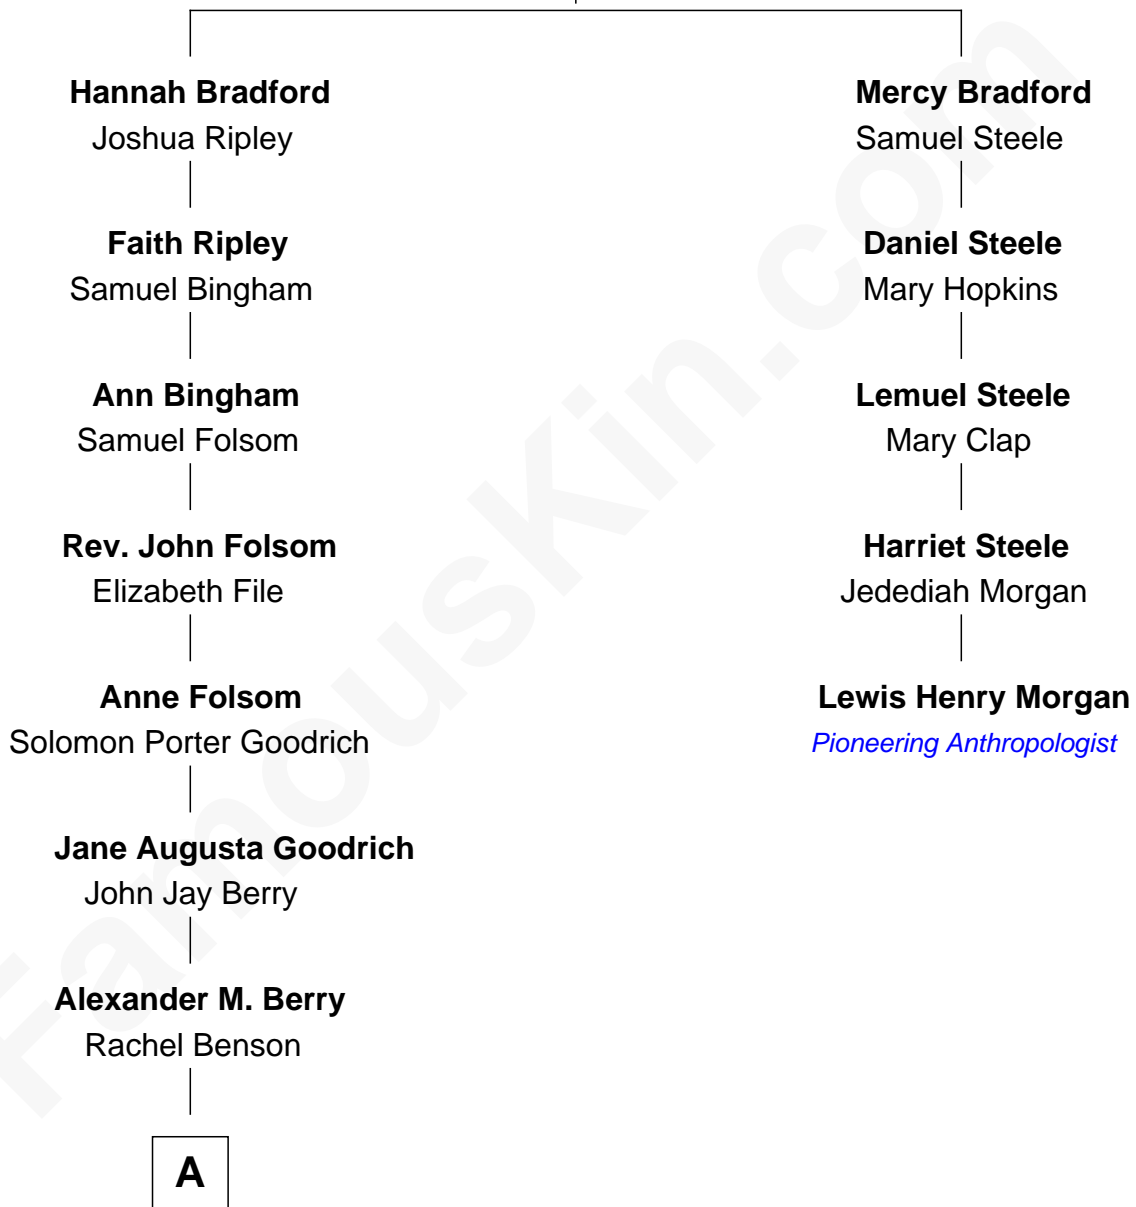 Hannah Bradford
Joshua Ripley
Mercy Bradford
Samuel Steele
Faith Ripley
Samuel Bingham
Daniel Steele
Mary Hopkins
Ann Bingham
Samuel Folsom
Lemuel Steele
Mary Clap
Rev. John Folsom
Elizabeth File
Harriet Steele
Jedediah Morgan
Anne Folsom
Solomon Porter Goodrich
Lewis Henry Morgan
Pioneering Anthropologist
Jane Augusta Goodrich
John Jay Berry
Alexander M. Berry
Rachel Benson
A
FamousKin.com